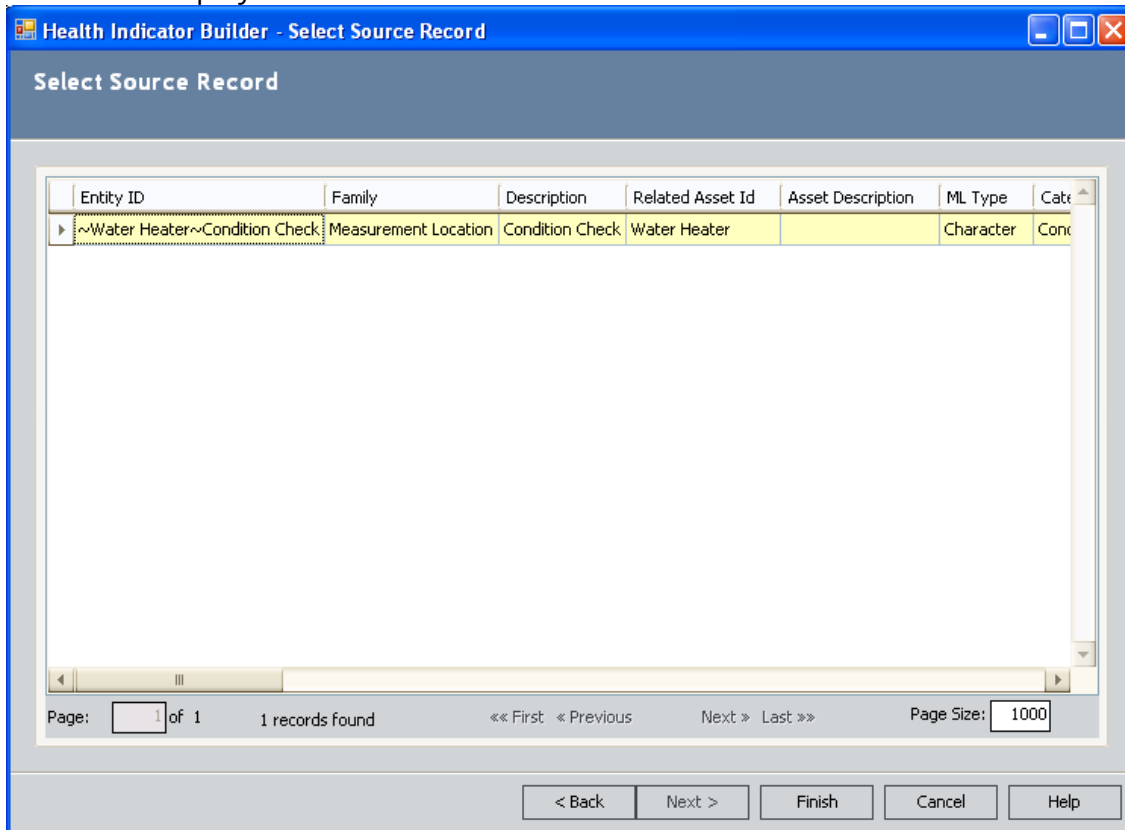 Health Indicator Builder - Select Source Record
Select Source Record
Entity ID Family Description Related Asset Id Asset Description ML Type Cate
~Water Heater~Condition Check Measurement Location Condition Check Water Heater Character Cond
Page: 1 of 1 1 records found «« First « Previous Next » Last »» Page Size: 1000
< Back Next > Finish Cancel Help